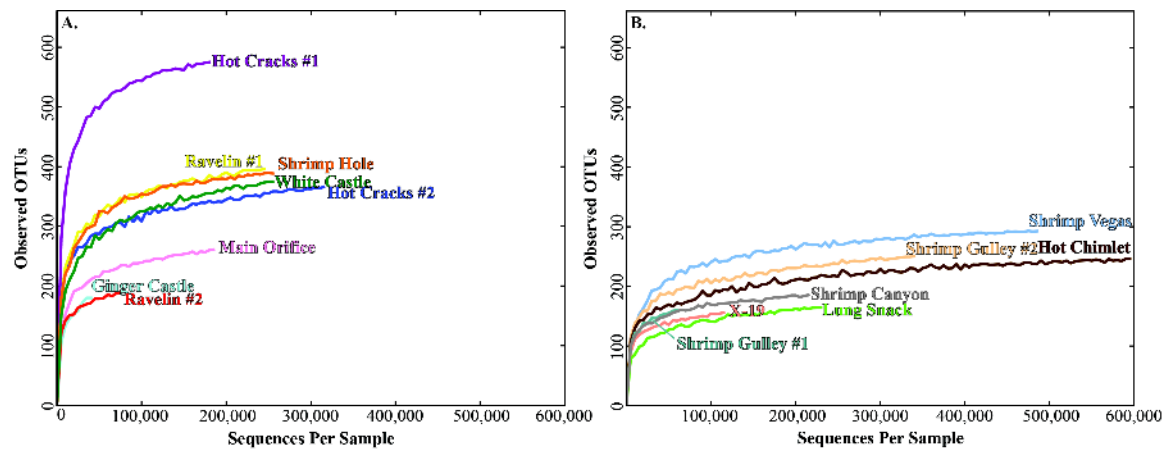 A.
Observed OTUs
600
500
400
300
200
100
0
Hot Cracks #1
Ravelin #1
Shrimp Hole
White Castle
Hot Cracks #2
Main Orifice
Ginger Castle
Ravelin #2
0 100,000 200,000 300,000 400,000 500,000 600,000
Sequences Per Sample
B.
Observed OTUs
600
500
400
300
200
100
0
Shrimp Vegas
Shrimp Gulley #2
Hot Chimlet
Shrimp Canyon
X-19
Lung Snack
Shrimp Gulley #1
100,000 200,000 300,000 400,000 500,000 600,000
Sequences Per Sample